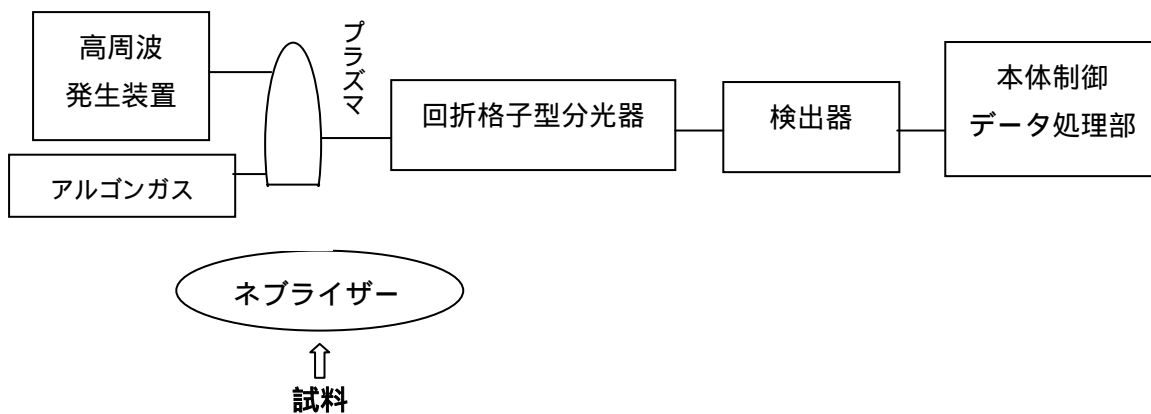 高周波
発生装置
プラズマ
回折格子型分光器
検出器
本体制御
データ処理部
アルゴンガス
ネブライザー
試料